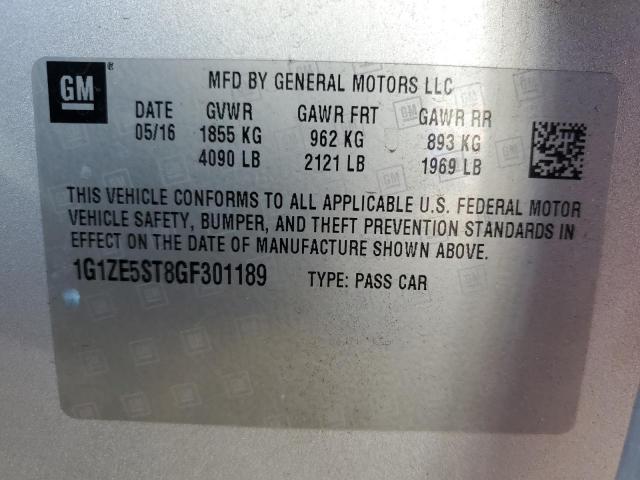 GM ®
MFD BY GENERAL MOTORS LLC
DATE GVWR GAWR FRT GAWR RR
05/16 1855 KG 962 KG 893 KG
4090 LB 2121 LB 1969 LB
THIS VEHICLE CONFORMS TO ALL APPLICABLE U.S. FEDERAL MOTOR
VEHICLE SAFETY, BUMPER, AND THEFT PREVENTION STANDARDS IN
EFFECT ON THE DATE OF MANUFACTURE SHOWN ABOVE.
1G1ZE5ST8GF301189 TYPE: PASS CAR